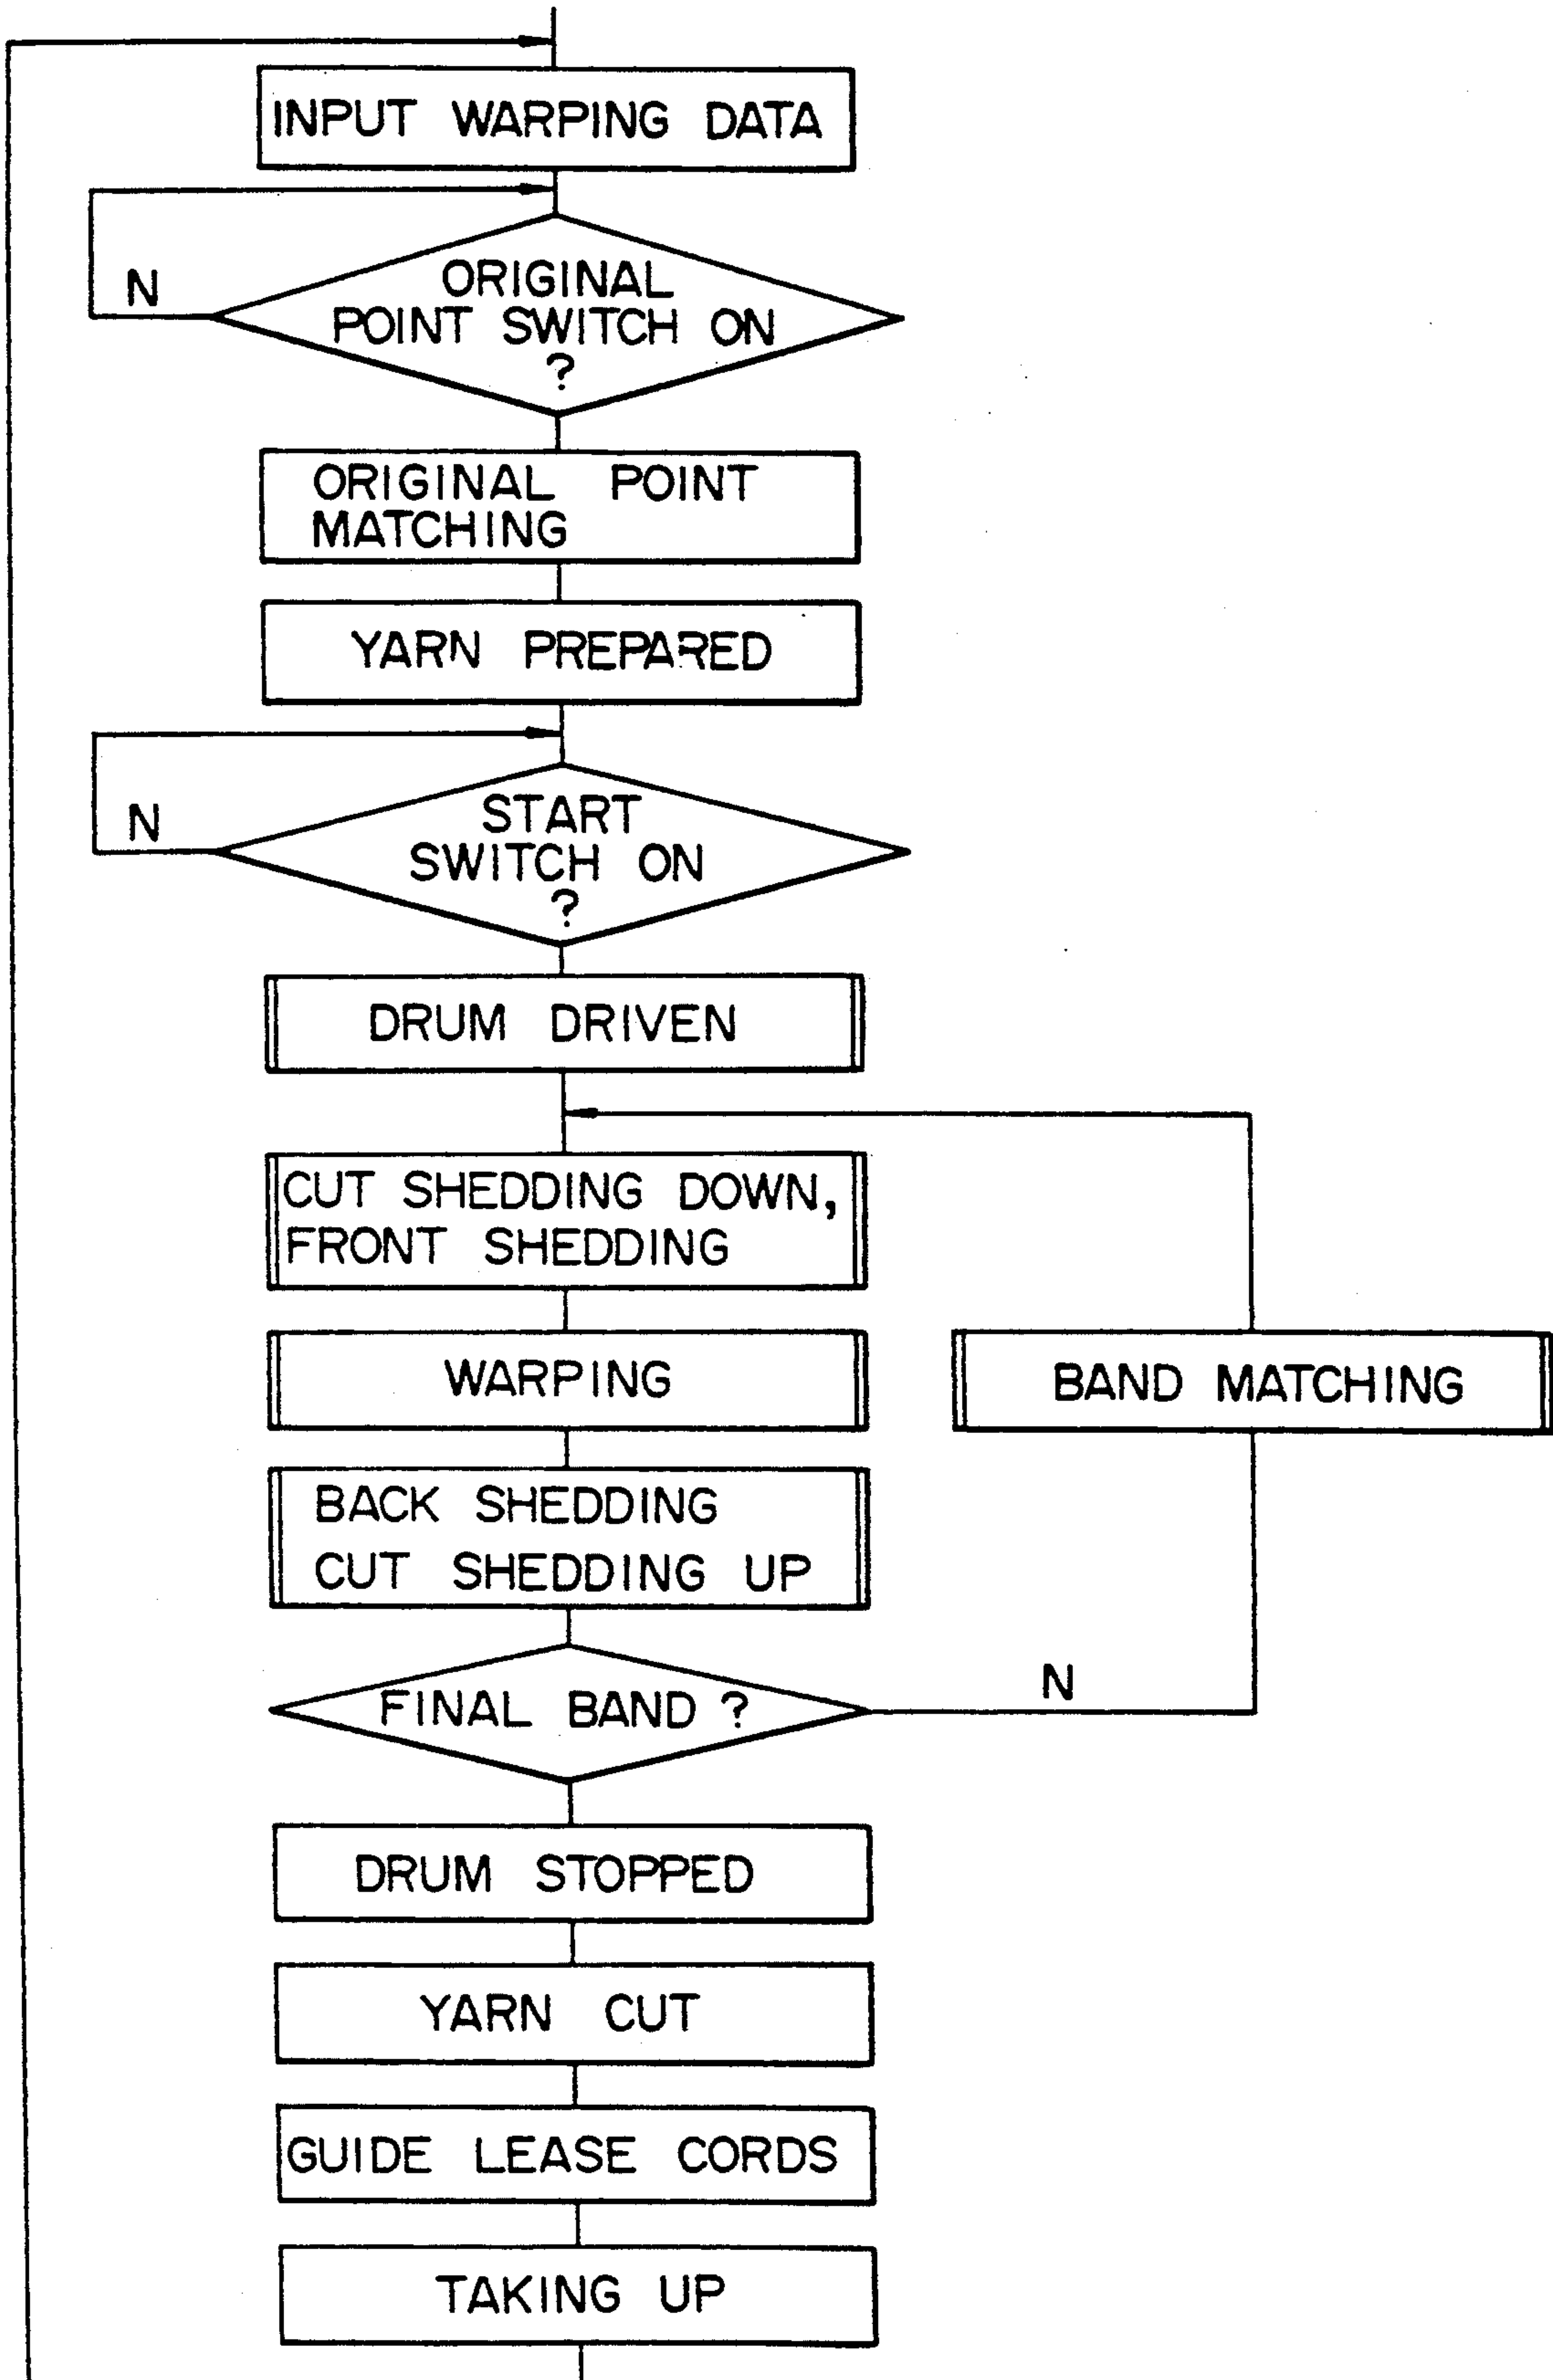 INPUT WARPING DATA
N
ORIGINAL
POINT SWITCH ON
?
ORIGINAL POINT
MATCHING
YARN PREPARED
N
START
SWITCH ON
?
DRUM DRIVEN
CUT SHEDDING DOWN,
FRONT SHEDDING
WARPING
BAND MATCHING
BACK SHEDDING
CUT SHEDDING UP
FINAL BAND ?
N
DRUM STOPPED
YARN CUT
GUIDE LEASE CORDS
TAKING UP